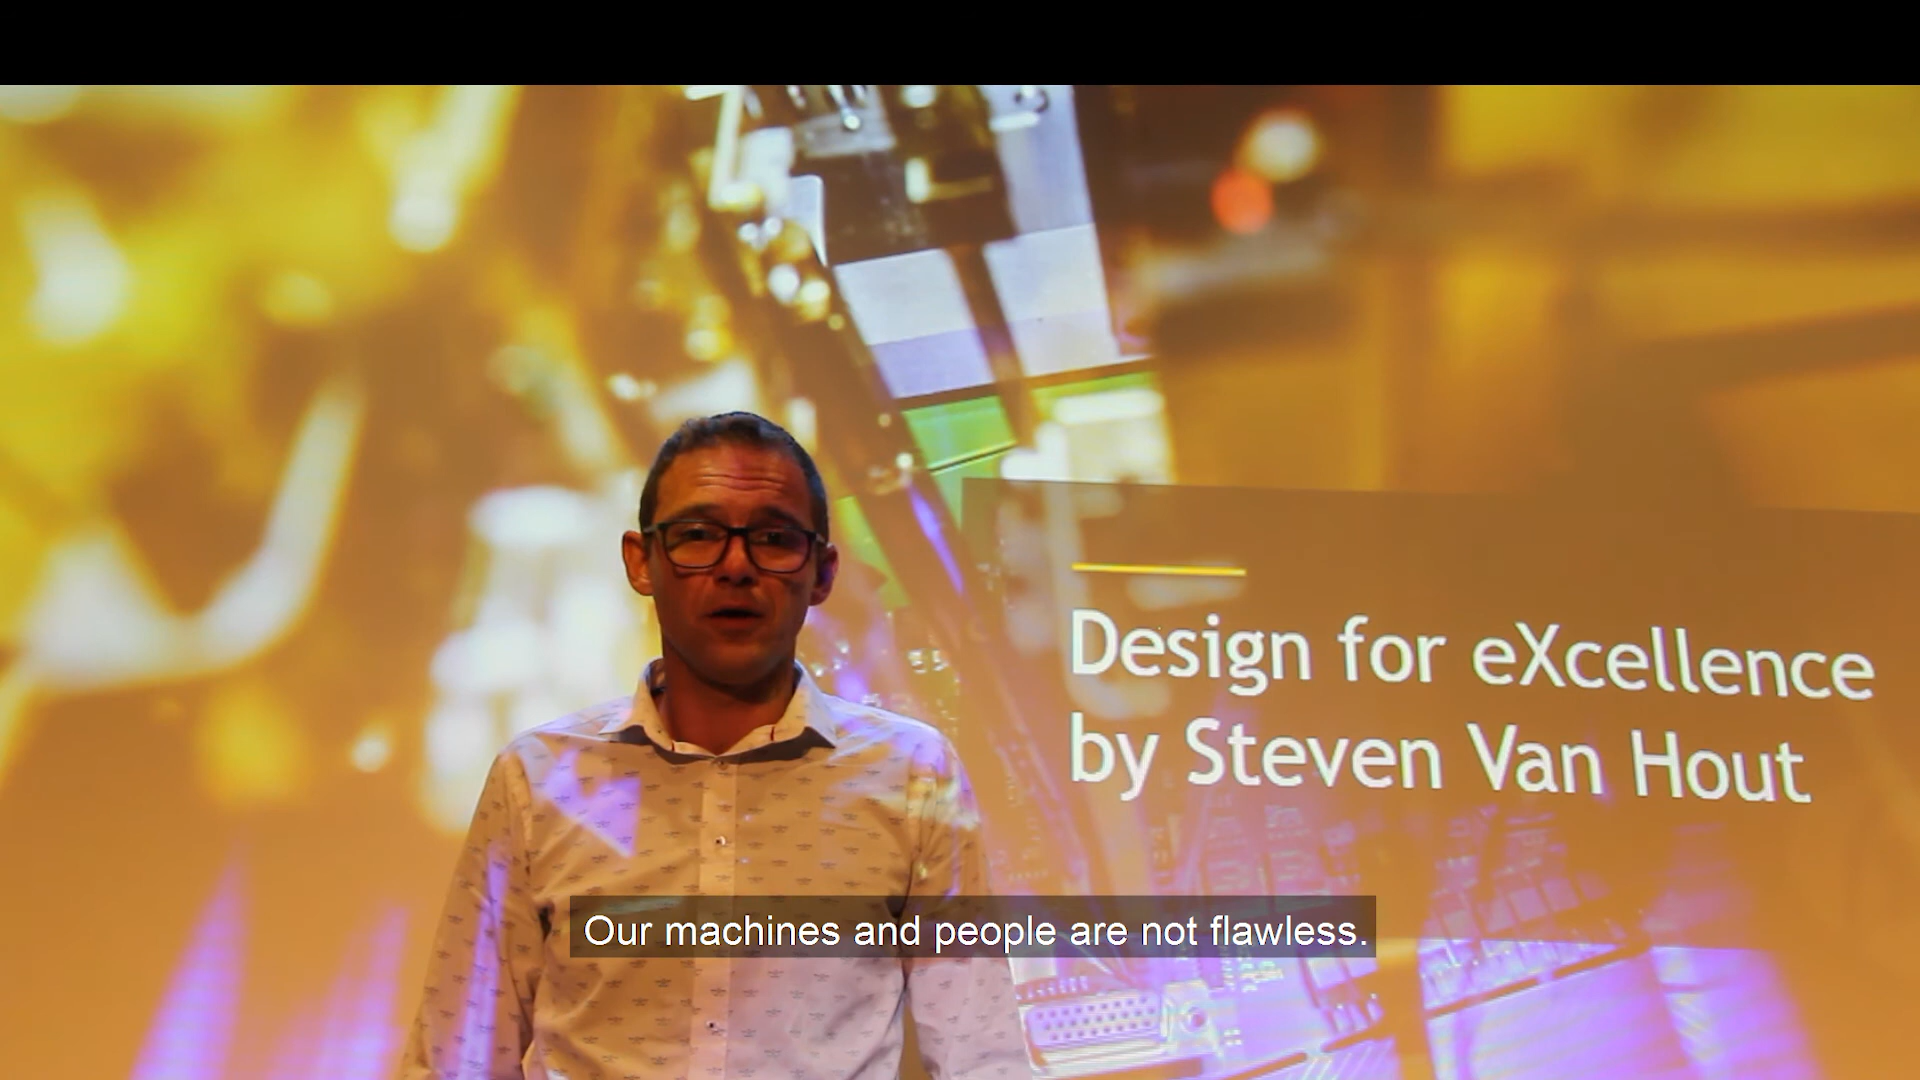 Design for eXcellence
by Steven Van Hout
Our machines and people are not flawless.